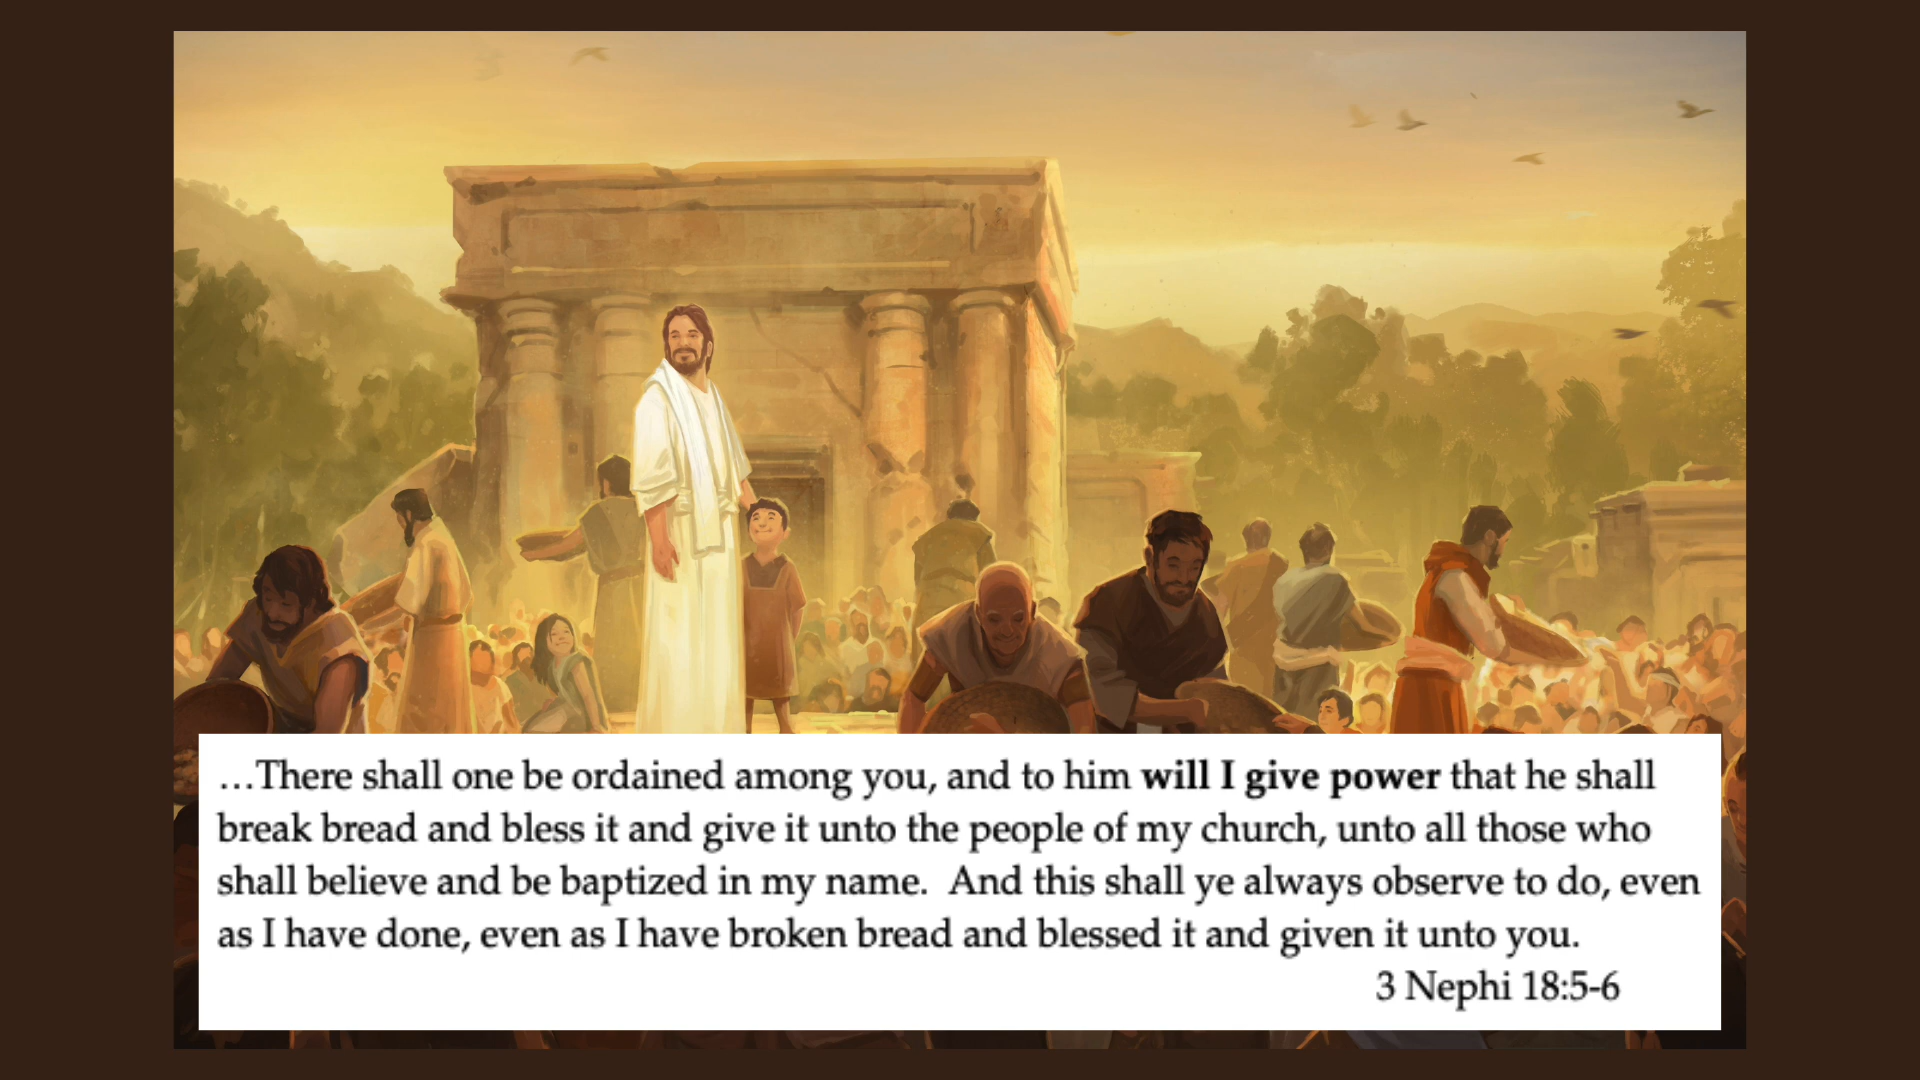 …There shall one be ordained among you, and to him will I give power that he shall
break bread and bless it and give it unto the people of my church, unto all those who
shall believe and be baptized in my name.  And this shall ye always observe to do, even
as I have done, even as I have broken bread and blessed it and given it unto you.
3 Nephi 18:5-6